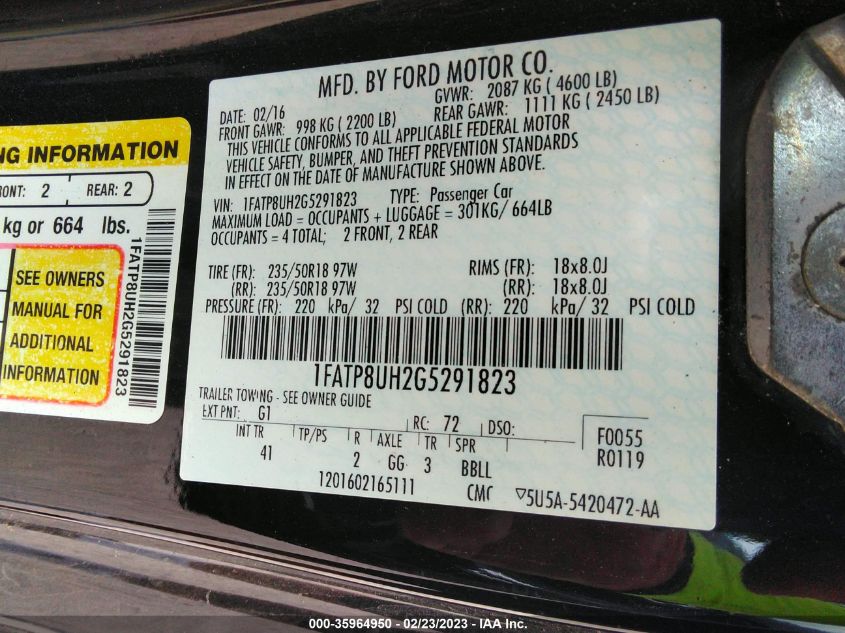 MFD. BY FORD MOTOR CO.
DATE: 02/16
GVWR: 2087 KG ( 4600 LB)
FRONT GAWR: 998 KG ( 2200 LB)
REAR GAWR: 1111 KG ( 2450 LB)
THIS VEHICLE CONFORMS TO ALL APPLICABLE FEDERAL MOTOR
VEHICLE SAFETY, BUMPER, AND THEFT PREVENTION STANDARDS
IN EFFECT ON THE DATE OF MANUFACTURE SHOWN ABOVE.
VIN: 1FATP8UH2G5291823 TYPE: Passenger Car
MAXIMUM LOAD = OCCUPANTS + LUGGAGE = 301KG/ 664LB
OCCUPANTS = 4 TOTAL; 2 FRONT, 2 REAR
TIRE (FR): 235/50R18 97W RIMS (FR): 18x8.0J
(RR): 235/50R18 97W (RR): 18x8.0J
PRESSURE (FR): 220 kPa/ 32 PSI COLD (RR): 220 kPa/ 32 PSI COLD
1FATP8UH2G5291823
TRAILER TOWING - SEE OWNER GUIDE
EXT PNT: G1 RC: 72 DSO:
INT TR TP/PS R AXLE TR SPR
41 2 GG 3 BBLL
F0055
R0119
1201602165111 CMC ▽5U5A-5420472-AA
NG INFORMATION
FRONT: 2 REAR: 2
kg or 664 lbs.
SEE OWNERS
MANUAL FOR
ADDITIONAL
INFORMATION
1FATP8UH2G5291823
000-35964950 - 02/23/2023 - IAA Inc.